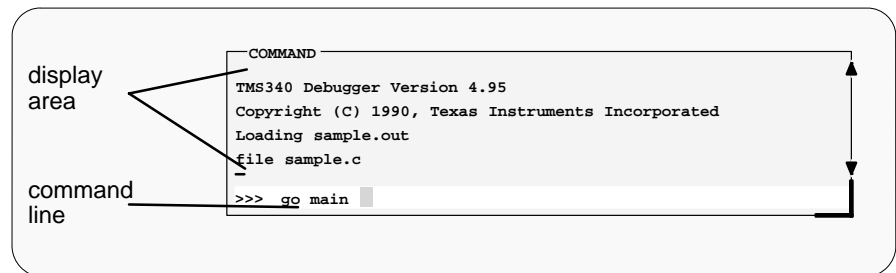 COMMAND
display
area
TMS340 Debugger Version 4.95
Copyright (C) 1990, Texas Instruments Incorporated
Loading sample.out
file sample.c
command
line
>>> go main